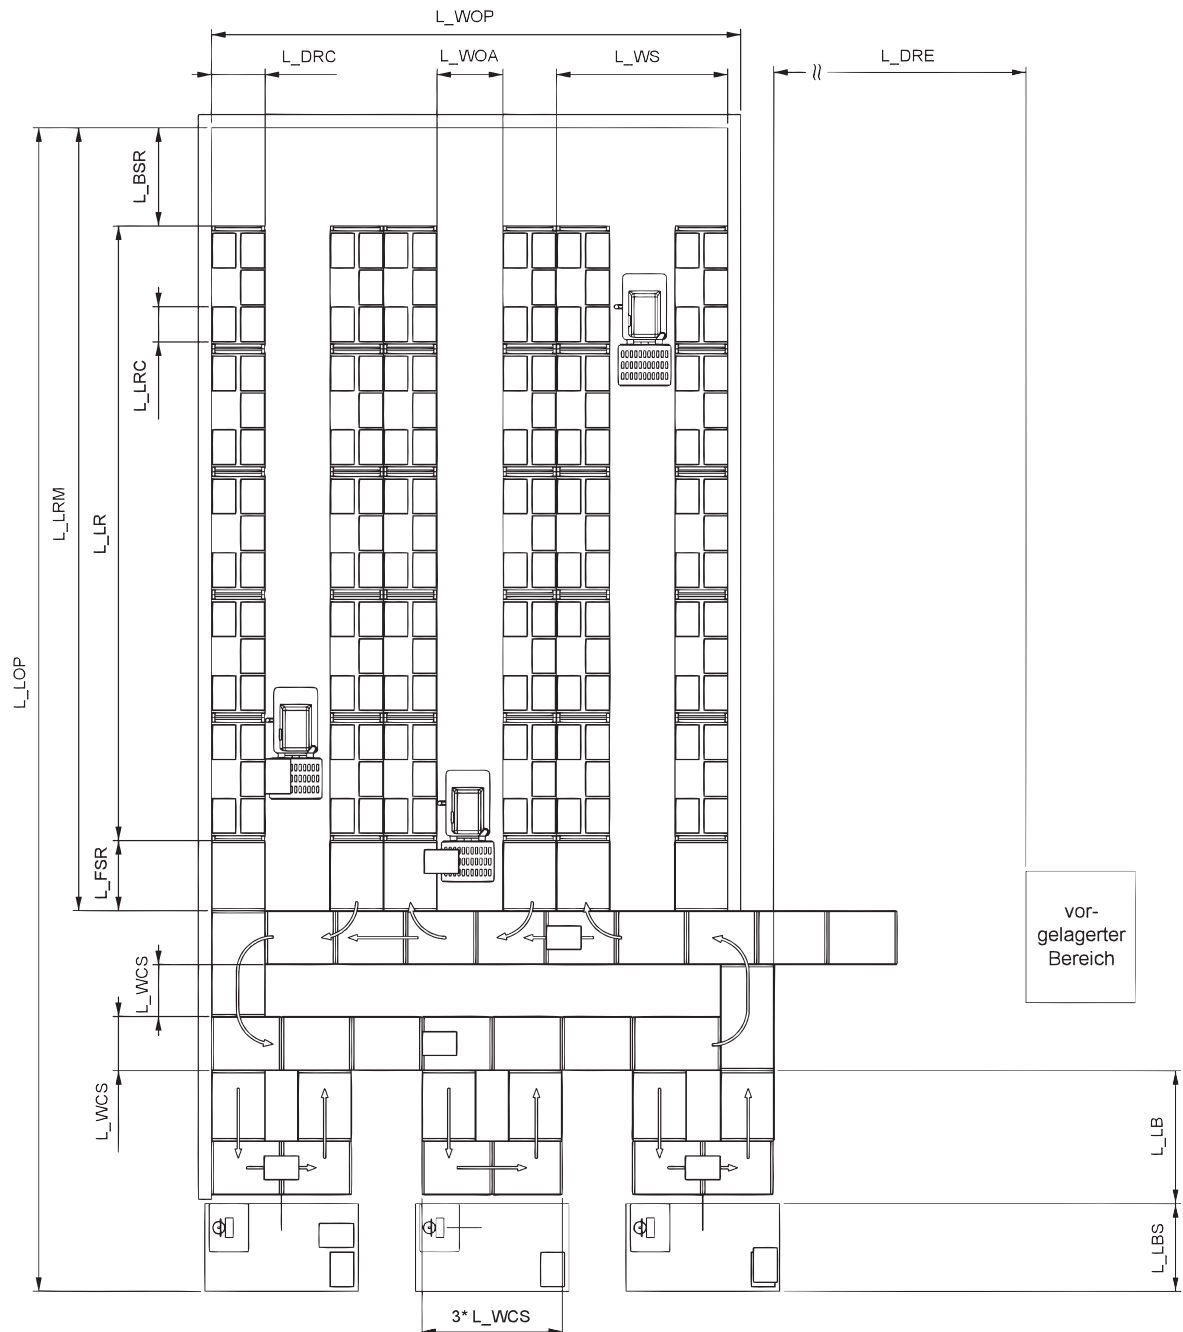 L_WOP
L_DRC
L_WOA
L_WS
L_DRE
L_BSR
L_LRC
L_LRM
L_LR
L_LOP
L_FSR
vor-
gelagerter
Bereich
L_WCS
L_WCS
L_LB
L_LBS
3* L_WCS